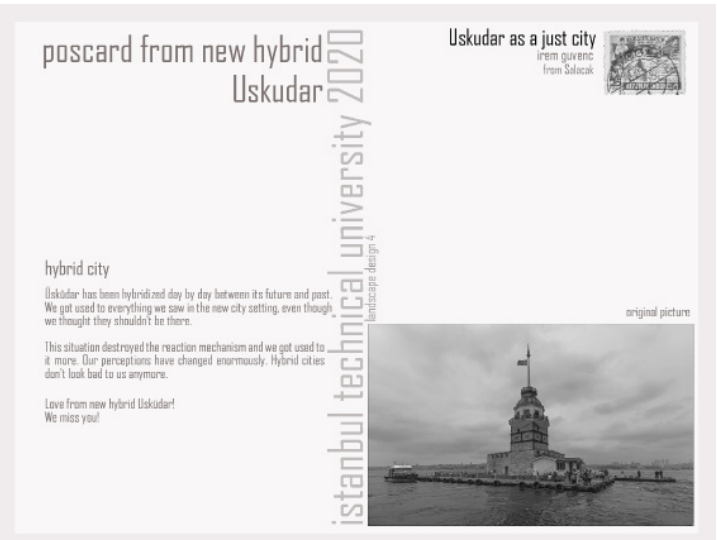 poscard from new hybrid
Uskudar
istanbul technical university 2020
landscape design 4
Uskudar as a just city
irem guvenc
from Salacak
hybrid city
Üsküdar has been hybridized day by day between its future and past.
We got used to everything we saw in the new city setting, even though
we thought they shouldn't be there.
This situation destroyed the reaction mechanism and we got used to
it more. Our perceptions have changed enormously. Hybrid cities
don't look bad to us anymore.
Love from new hybrid Üsküdar!
We miss you!
original picture